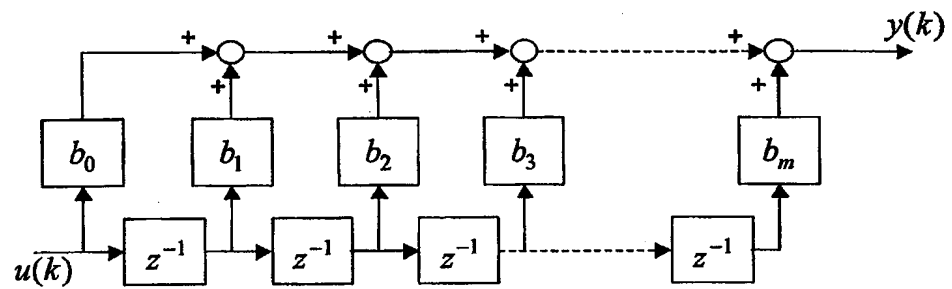 + + + + y(k)
+ + + +
b₀ b₁ b₂ b₃ bₘ
u(k) z⁻¹ z⁻¹ z⁻¹ z⁻¹